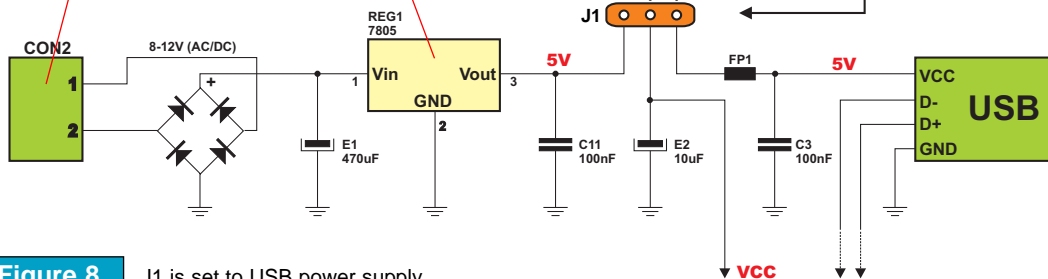 J1
REG1
7805
CON2
8-12V (AC/DC)
1
2
+
1
Vin
Vout
3
GND
2
5V
FP1
5V
VCC
D-
D+
GND
USB
E1
470uF
C11
100nF
E2
10uF
C3
100nF
VCC
Figure 8
J1 is set to USB power supply